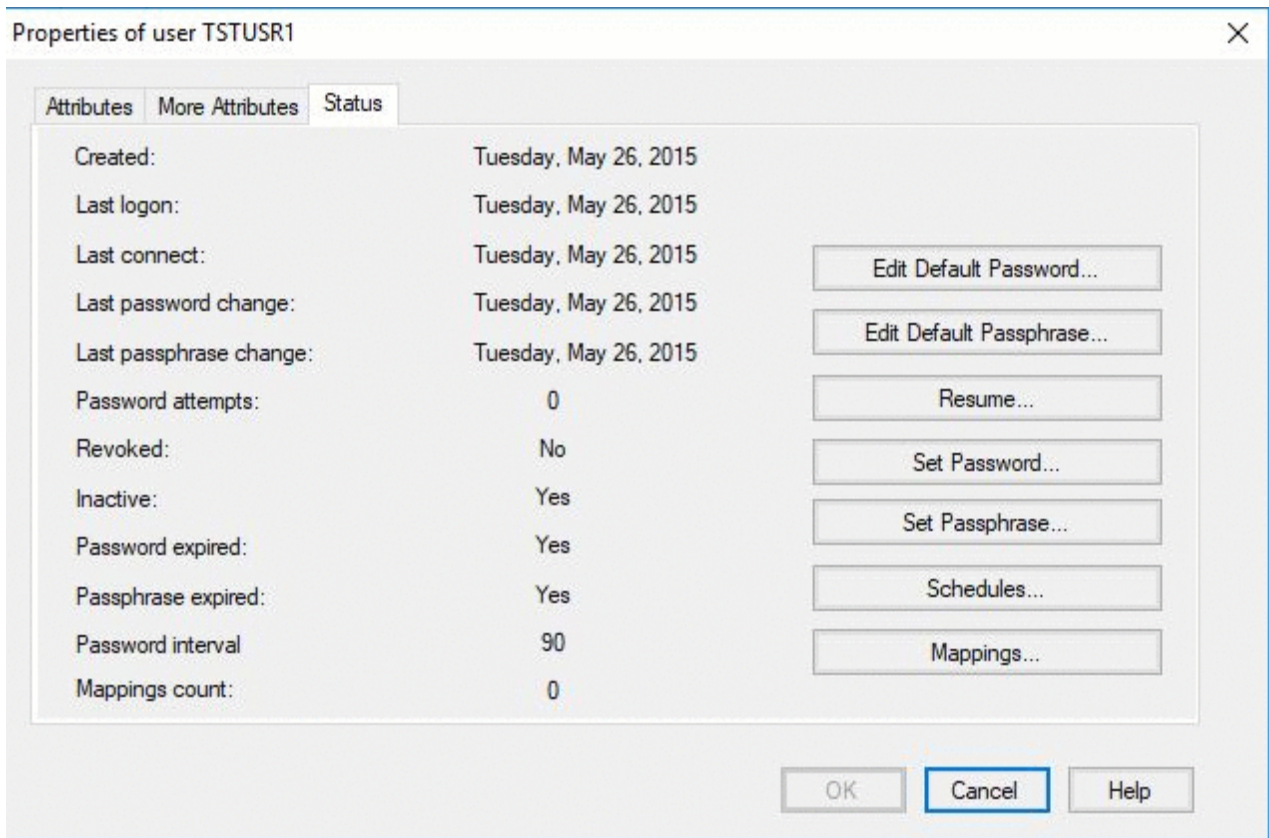 Properties of user TSTUSR1
Attributes More Attributes Status
Created: Tuesday, May 26, 2015
Last logon: Tuesday, May 26, 2015
Last connect: Tuesday, May 26, 2015
Edit Default Password...
Last password change: Tuesday, May 26, 2015
Edit Default Passphrase...
Last passphrase change: Tuesday, May 26, 2015
Password attempts: 0 Resume...
Revoked: No Set Password...
Inactive: Yes
Set Passphrase...
Password expired: Yes
Passphrase expired: Yes Schedules...
Password interval 90 Mappings...
Mappings count: 0
OK Cancel Help